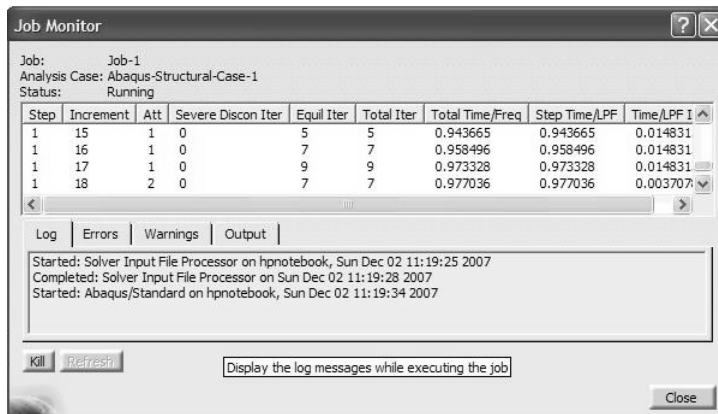 Job Monitor
Job: Job-1
Analysis Case: Abaqus-Structural-Case-1
Status: Running
Step Increment Att Severe Discon Iter Equil Iter Total Iter Total Time/Freq Step Time/LPF Time/LPF I
1 15 1 0 5 5 0.943665 0.943665 0.014831
1 16 1 0 7 7 0.958496 0.958496 0.014831
1 17 1 0 9 9 0.973328 0.973328 0.014831
1 18 2 0 7 7 0.977036 0.977036 0.003707
Log Errors Warnings Output
Started: Solver Input File Processor on hpnotebook, Sun Dec 02 11:19:25 2007
Completed: Solver Input File Processor on Sun Dec 02 11:19:28 2007
Started: Abaqus/Standard on hpnotebook, Sun Dec 02 11:19:34 2007
Kill Refresh
Display the log messages while executing the job
Close